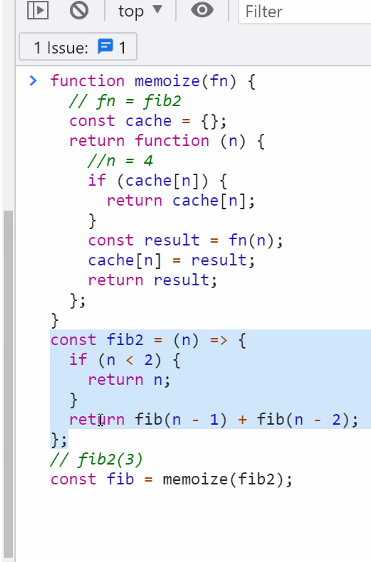 top ▼ Filter
1 Issue: 1
function memoize(fn) {
  // fn = fib2
  const cache = {};
  return function (n) {
    //n = 4
    if (cache[n]) {
      return cache[n];
    }
    const result = fn(n);
    cache[n] = result;
    return result;
  };
}
const fib2 = (n) => {
  if (n < 2) {
    return n;
  }
  return fib(n - 1) + fib(n - 2);
};
// fib2(3)
const fib = memoize(fib2);